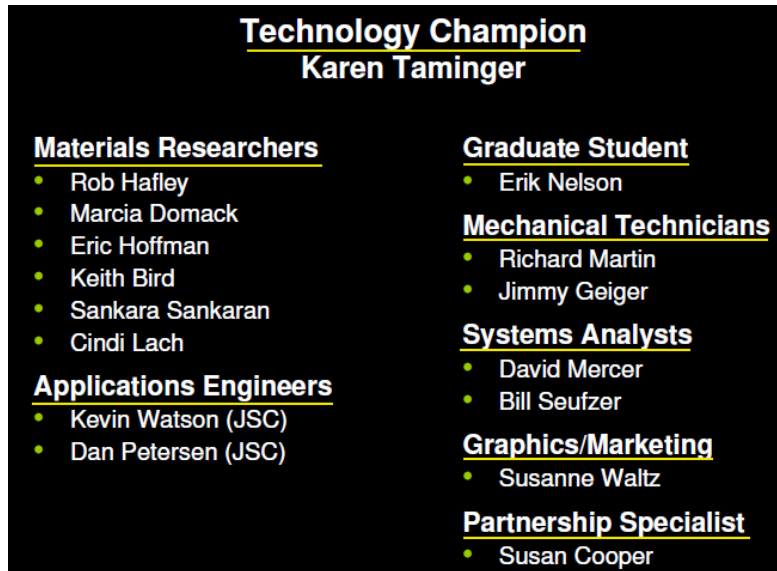 Technology Champion
Karen Taminger
Materials Researchers
• Rob Hafley
• Marcia Domack
• Eric Hoffman
• Keith Bird
• Sankara Sankaran
• Cindi Lach
Applications Engineers
• Kevin Watson (JSC)
• Dan Petersen (JSC)
Graduate Student
• Erik Nelson
Mechanical Technicians
• Richard Martin
• Jimmy Geiger
Systems Analysts
• David Mercer
• Bill Seufzer
Graphics/Marketing
• Susanne Waltz
Partnership Specialist
• Susan Cooper